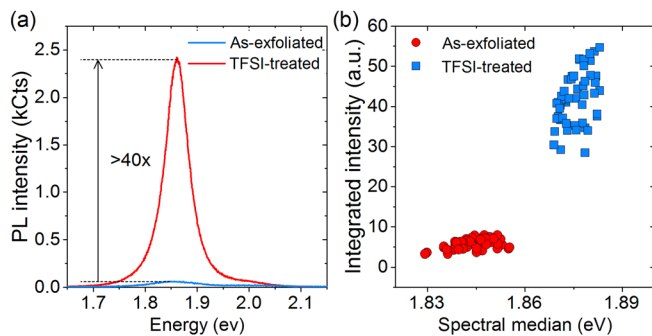 (a)
As-exfoliated
TFSI-treated
>40x
PL intensity (kCts)
2.5
2.0
1.5
1.0
0.5
0.0
1.7 1.8 1.9 2.0 2.1
Energy (ev)
(b)
As-exfoliated
TFSI-treated
Integrated intensity (a.u.)
60
50
40
30
20
10
0
1.83 1.86 1.89
Spectral median (eV)